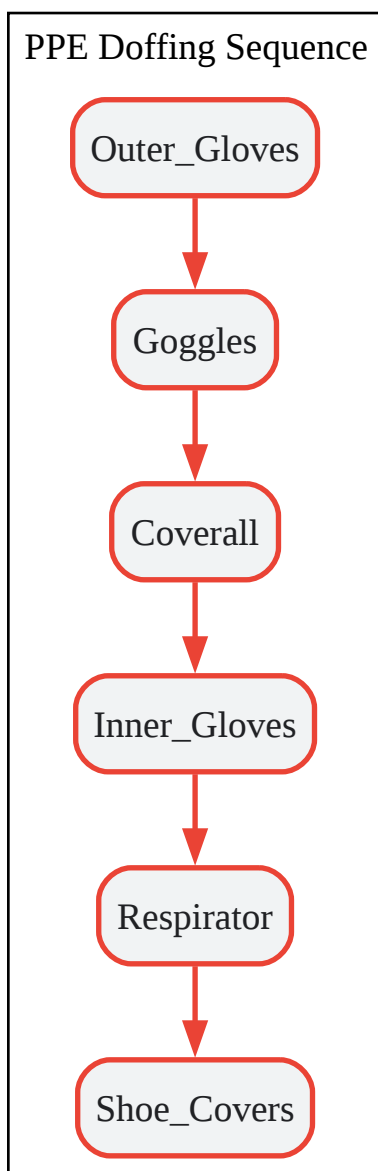 PPE Doffing Sequence
Outer_Gloves
Goggles
Coverall
Inner_Gloves
Respirator
Shoe_Covers